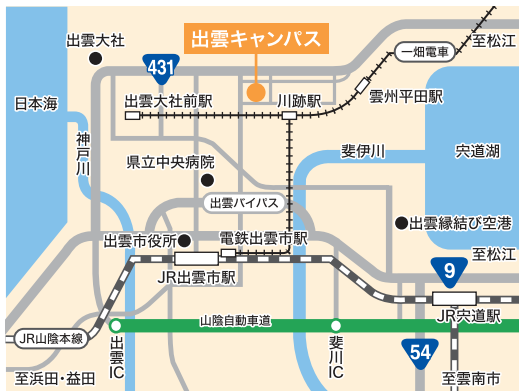 出雲大社
出雲キャンパス
一畑電車
至松江
431
日本海
出雲大社前駅
川跡駅
雲州平田駅
神戸川
県立中央病院
斐伊川
宍道湖
出雲バイパス
出雲縁結び空港
出雲市役所
電鉄出雲市駅
至松江
JR出雲市駅
9
JR宍道駅
山陰自動車道
JR山陰本線
出雲IC
斐川IC
54
至浜田・益田
至雲南市